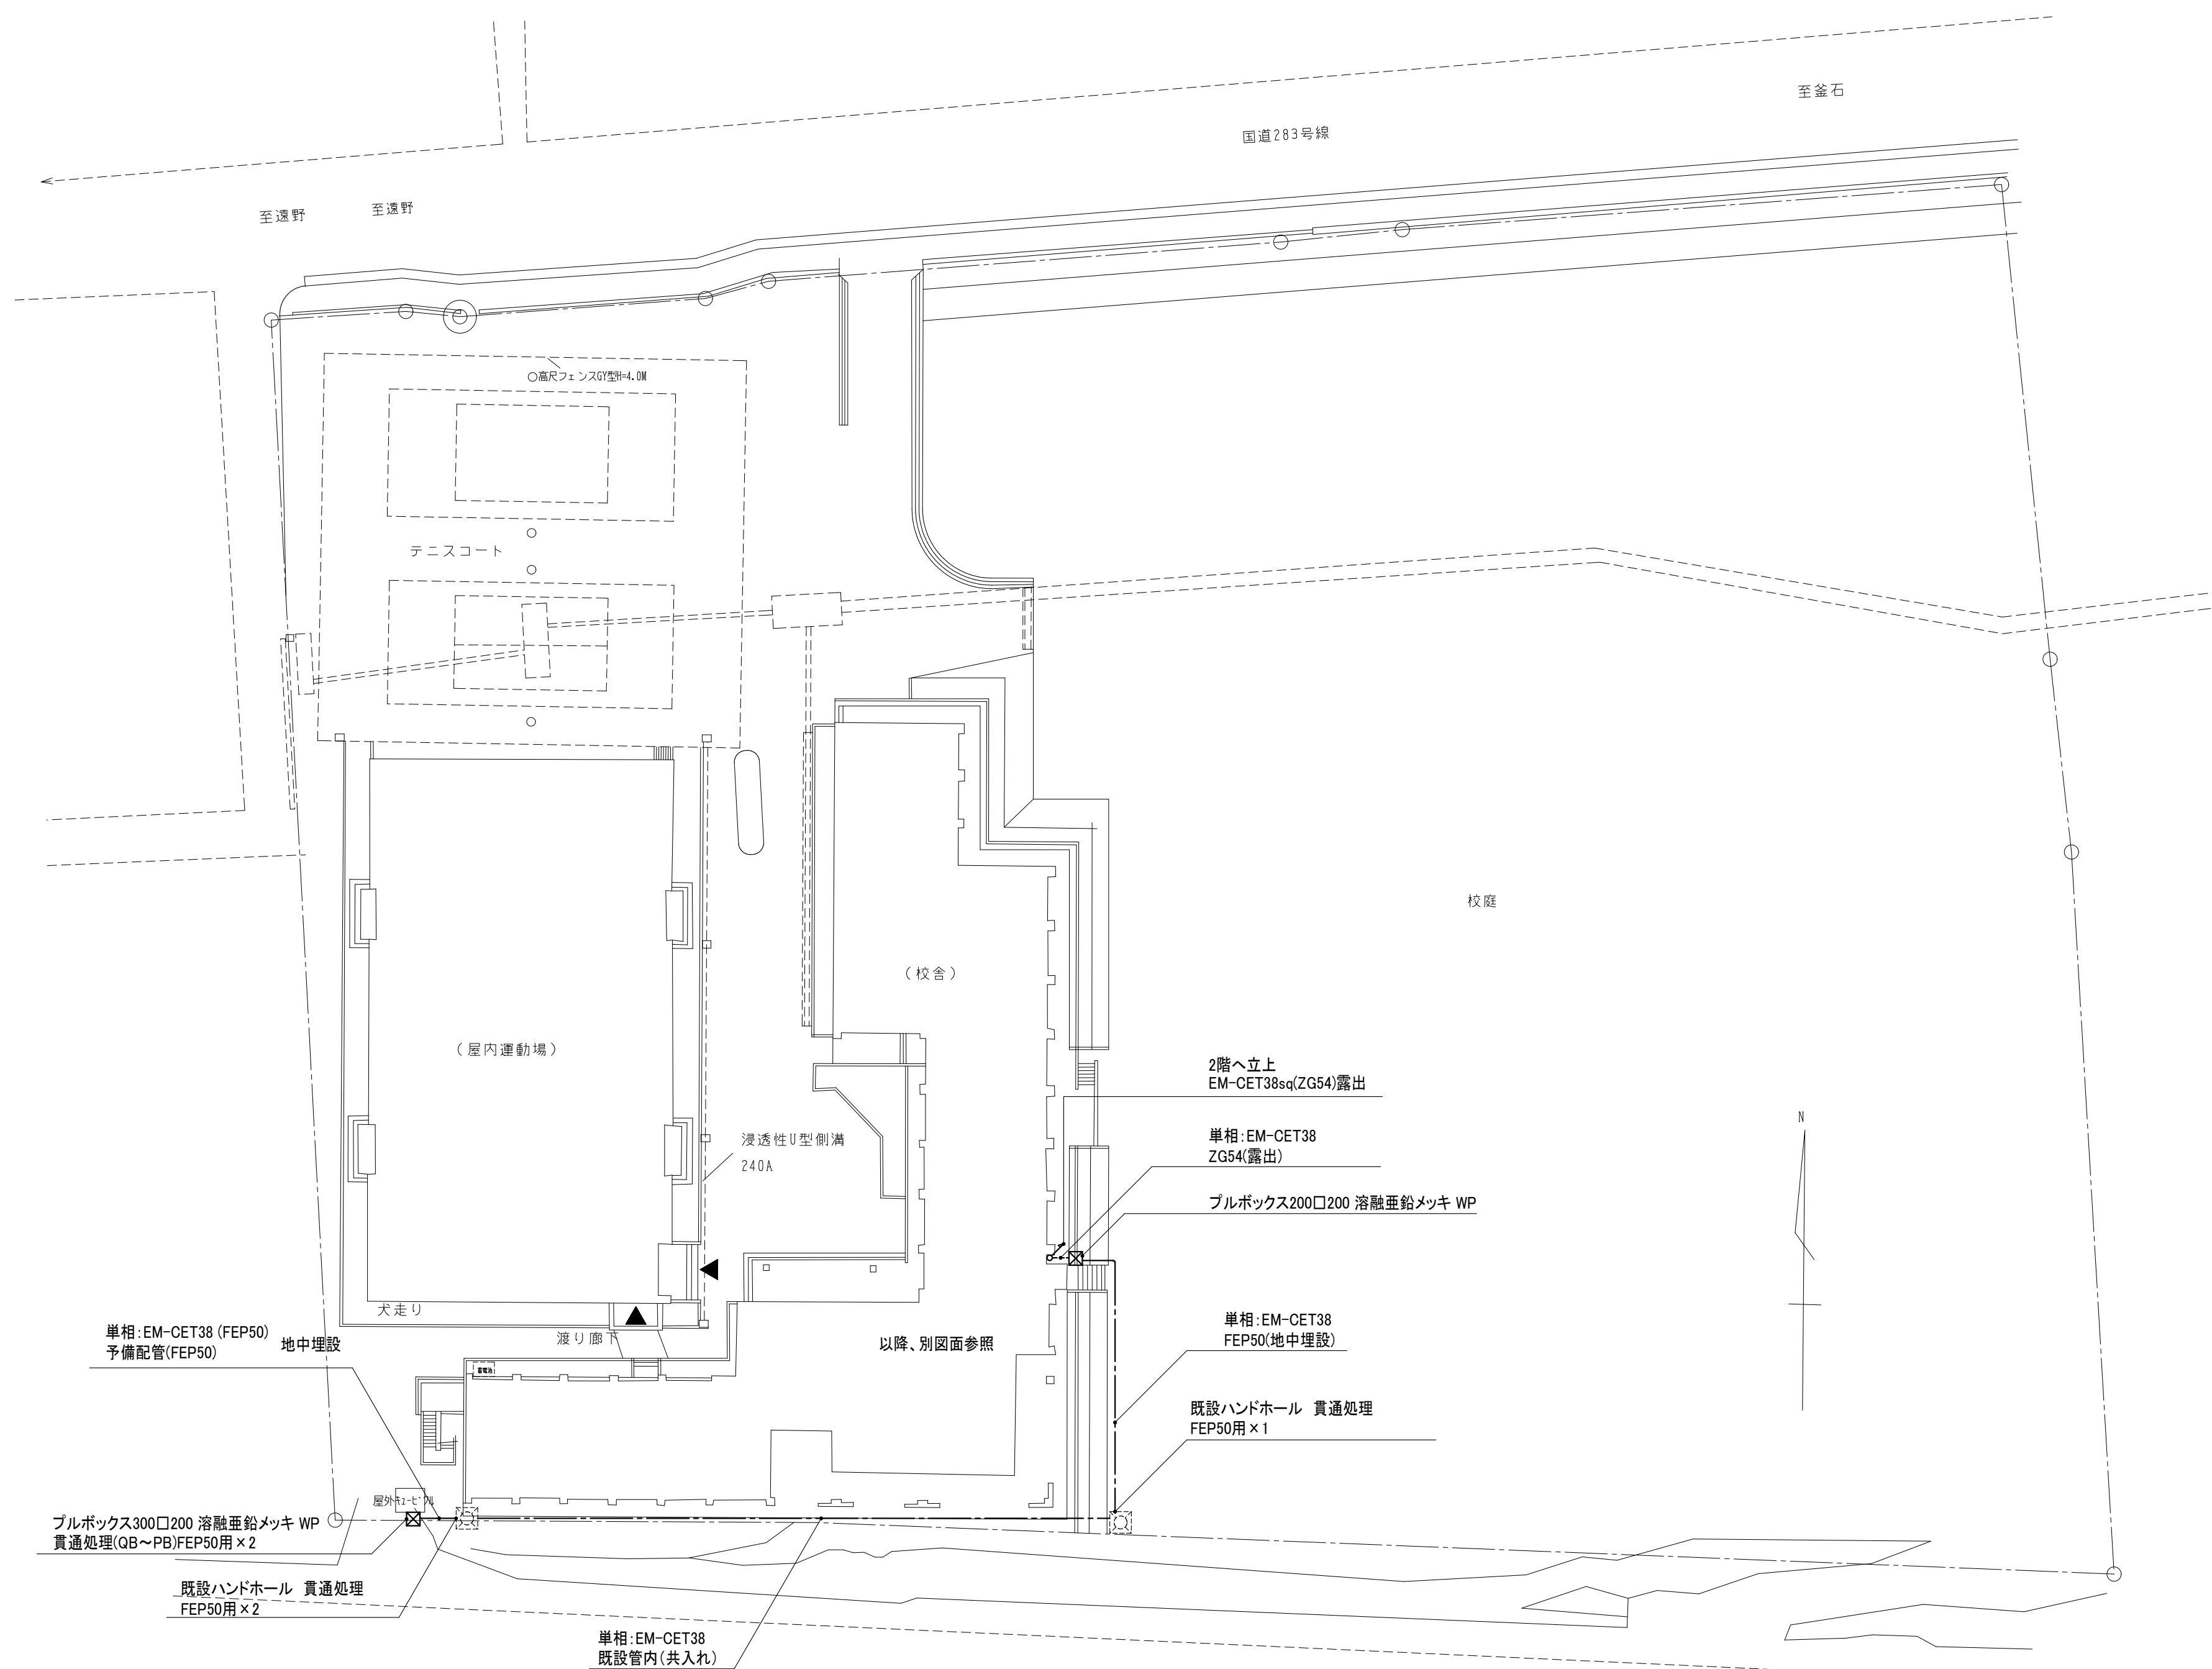 至釜石
国道283号線
至遠野
至遠野
○高尺フェンスGY型H=4.0M
テニスコート
校庭
(校舎)
(屋内運動場)
2階へ立上
EM-CET38sq(ZG54)露出
N
単相:EM-CET38
ZG54(露出)
浸透性U型側溝
240A
プルボックス200□200 溶融亜鉛メッキ WP
犬走り
渡り廊下
単相:EM-CET38 (FEP50)
予備配管(FEP50)
地中埋設
以降、別図面参照
単相:EM-CET38
FEP50(地中埋設)
蓄電池
既設ハンドホール 貫通処理
FEP50用×1
屋外キュービクル
プルボックス300□200 溶融亜鉛メッキ WP
貫通処理(QB~PB)FEP50用×2
既設ハンドホール 貫通処理
FEP50用×2
単相:EM-CET38
既設管内(共入れ)